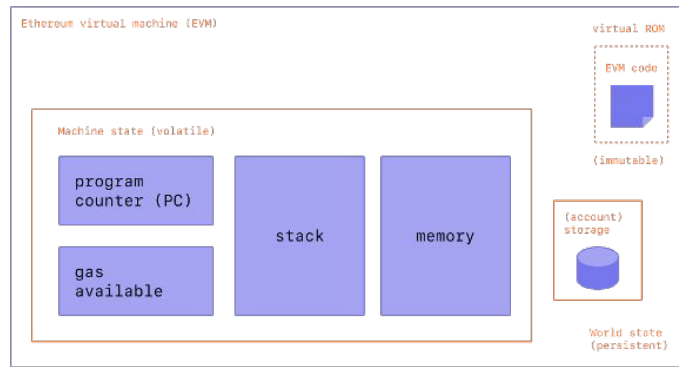 Ethereum virtual machine (EVM)
virtual ROM
EVM code
(immutable)
Machine state (volatile)
program
counter (PC)
gas
available
stack
memory
(account)
storage
World state
(persistent)